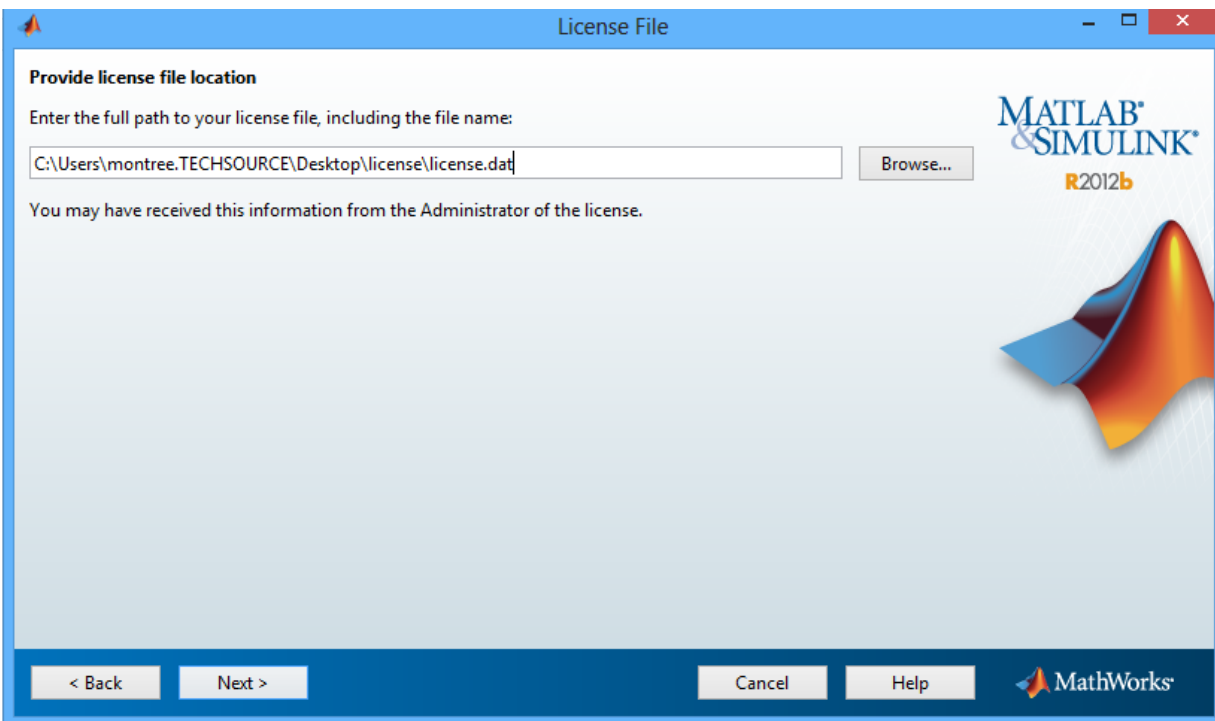 License File
Provide license file location
Enter the full path to your license file, including the file name:
C:\Users\montree.TECHSOURCE\Desktop\license\license.dat
Browse...
You may have received this information from the Administrator of the license.
MATLAB®
&SIMULINK®
R2012b
< Back
Next >
Cancel
Help
MathWorks®